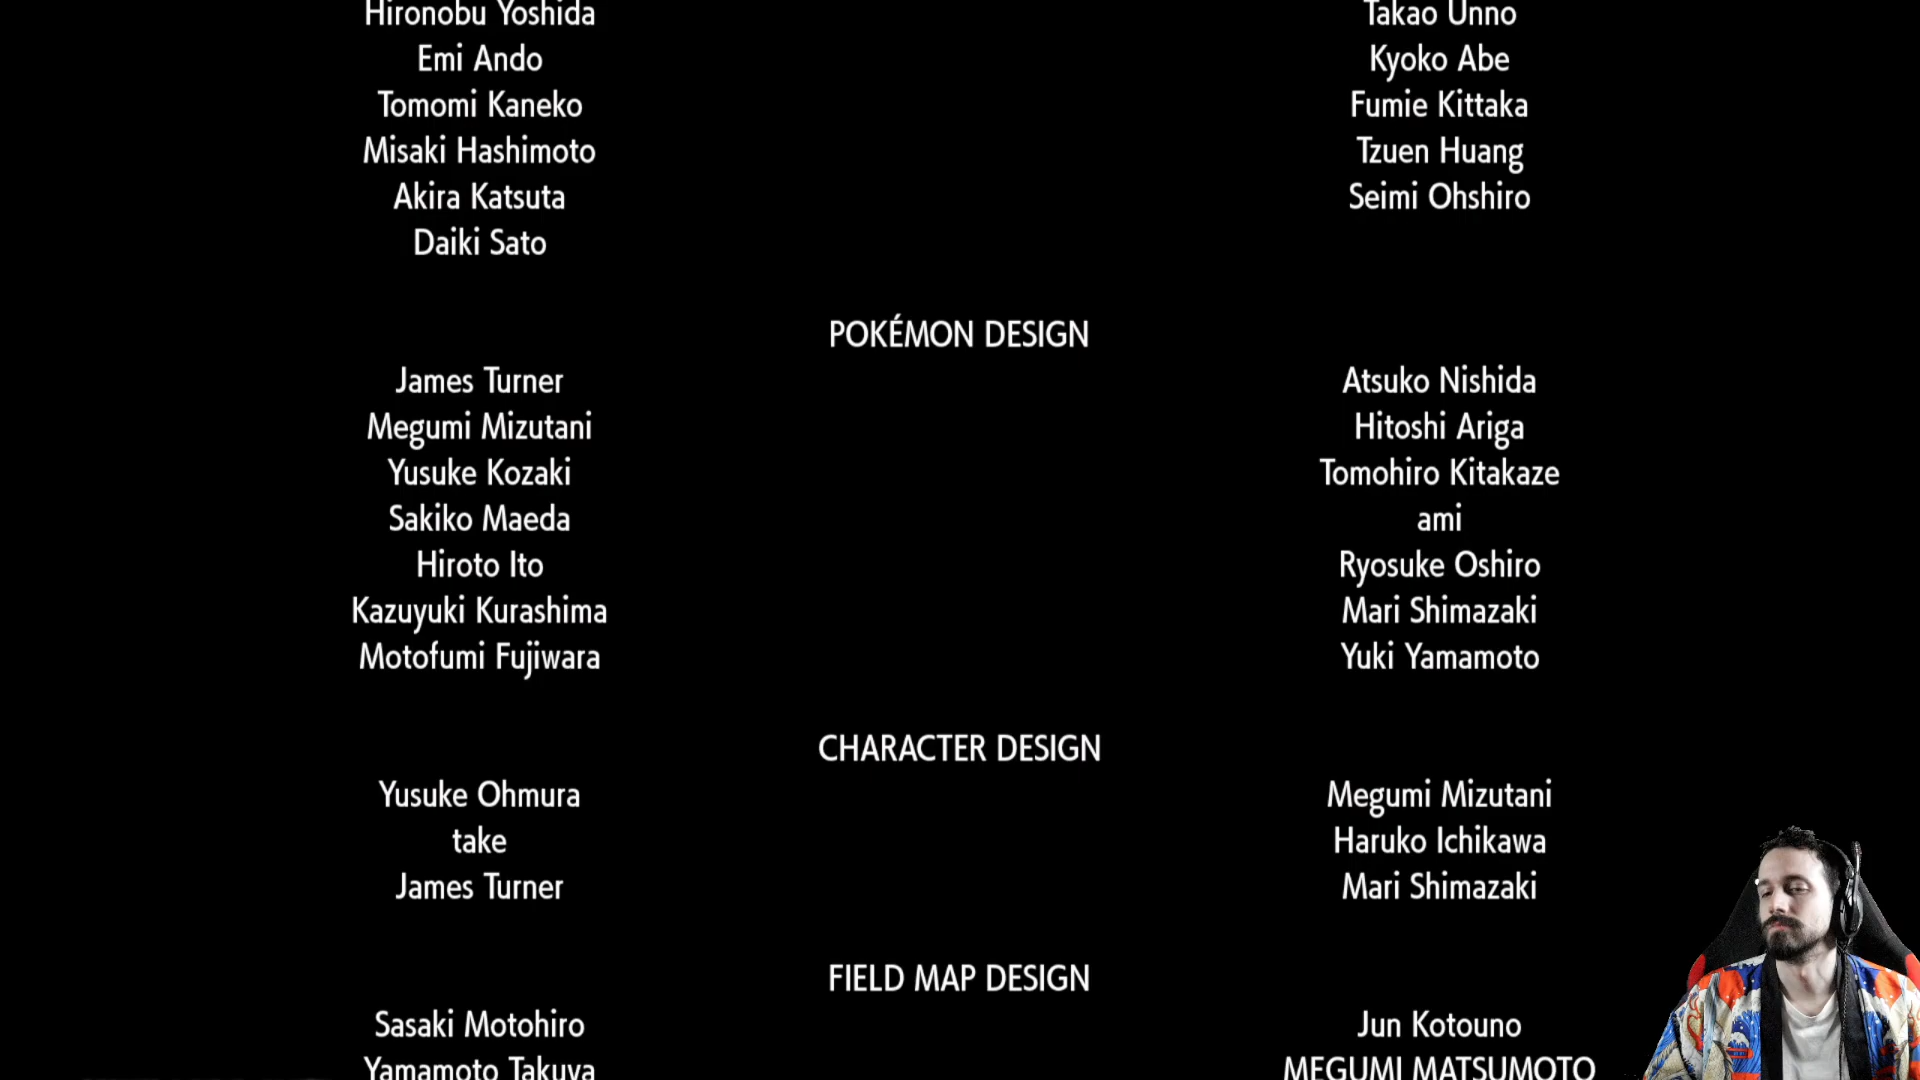 Hironobu Yoshida
Takao Unno
Emi Ando
Kyoko Abe
Tomomi Kaneko
Fumie Kittaka
Misaki Hashimoto
Tzuen Huang
Akira Katsuta
Seimi Ohshiro
Daiki Sato
POKÉMON DESIGN
James Turner
Atsuko Nishida
Megumi Mizutani
Hitoshi Ariga
Yusuke Kozaki
Tomohiro Kitakaze
Sakiko Maeda
ami
Hiroto Ito
Ryosuke Oshiro
Kazuyuki Kurashima
Mari Shimazaki
Motofumi Fujiwara
Yuki Yamamoto
CHARACTER DESIGN
Yusuke Ohmura
Megumi Mizutani
take
Haruko Ichikawa
James Turner
Mari Shimazaki
FIELD MAP DESIGN
Sasaki Motohiro
Jun Kotouno
Yamamoto Takuya
MEGUMI MATSUMOTO